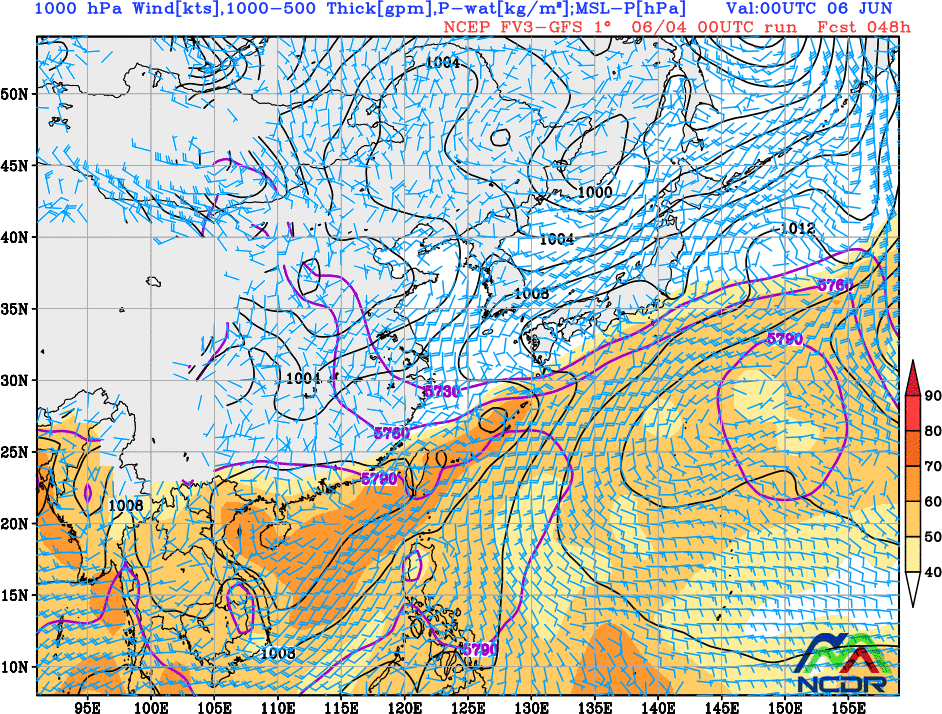 1000 hPa Wind[kts],1000-500 Thick[gpm],P-wat[kg/m²];MSL-P[hPa] Val:00UTC 06 JUN
NCEP FV3-GFS 1° 06/04 00UTC run Fcst 048h
1004
50N
45N
1000
40N
1012
1004
5760
1008
35N
5790
30N
1004
5730
90
5760
80
25N
5790
70
1008
60
20N
50
40
15N
5790
1008
10N
NCDR
95E 100E 105E 110E 115E 120E 125E 130E 135E 140E 145E 150E 155E